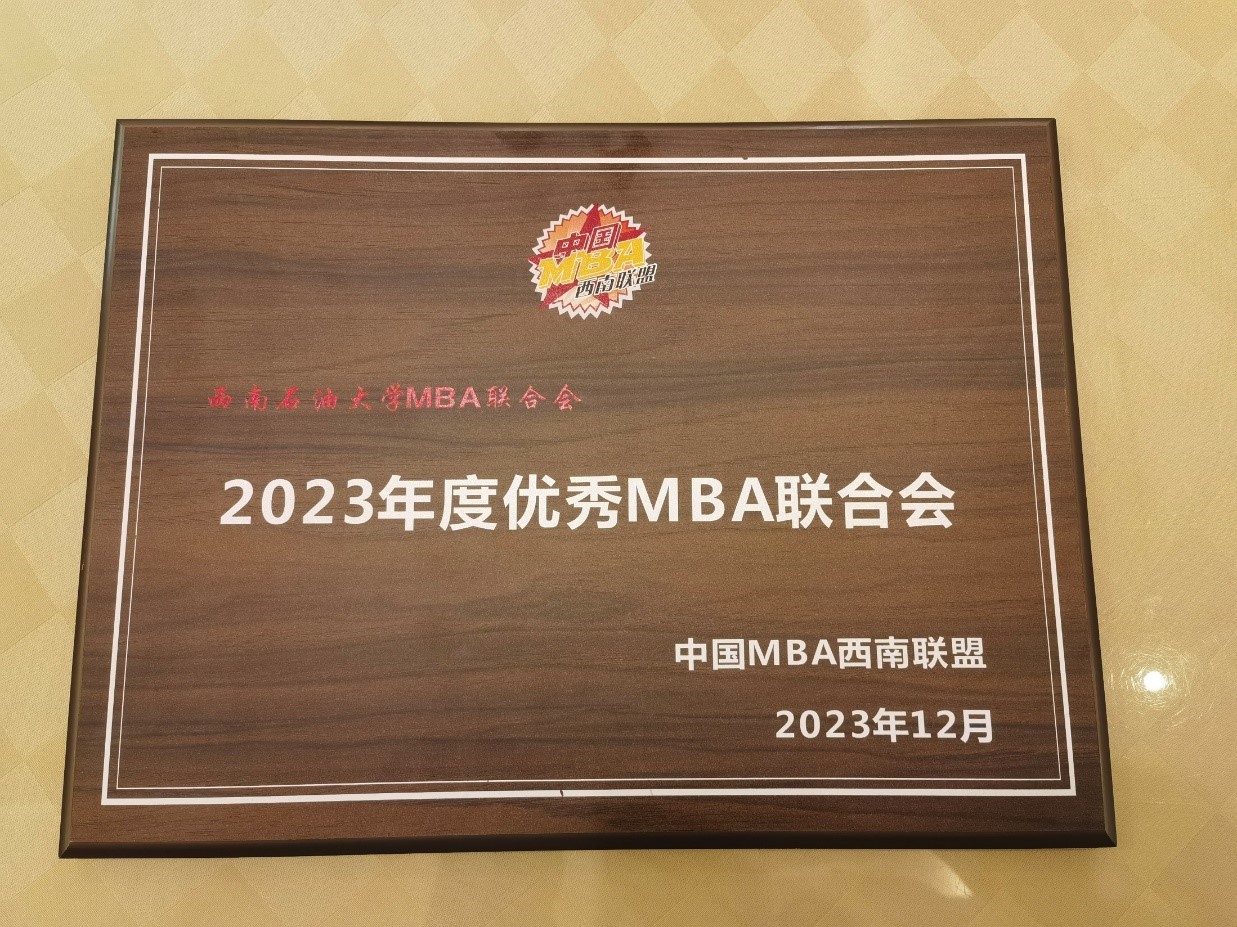 中国
MBA
西南联盟
西南石油大学MBA联合会
2023年度优秀MBA联合会
中国MBA西南联盟
2023年12月